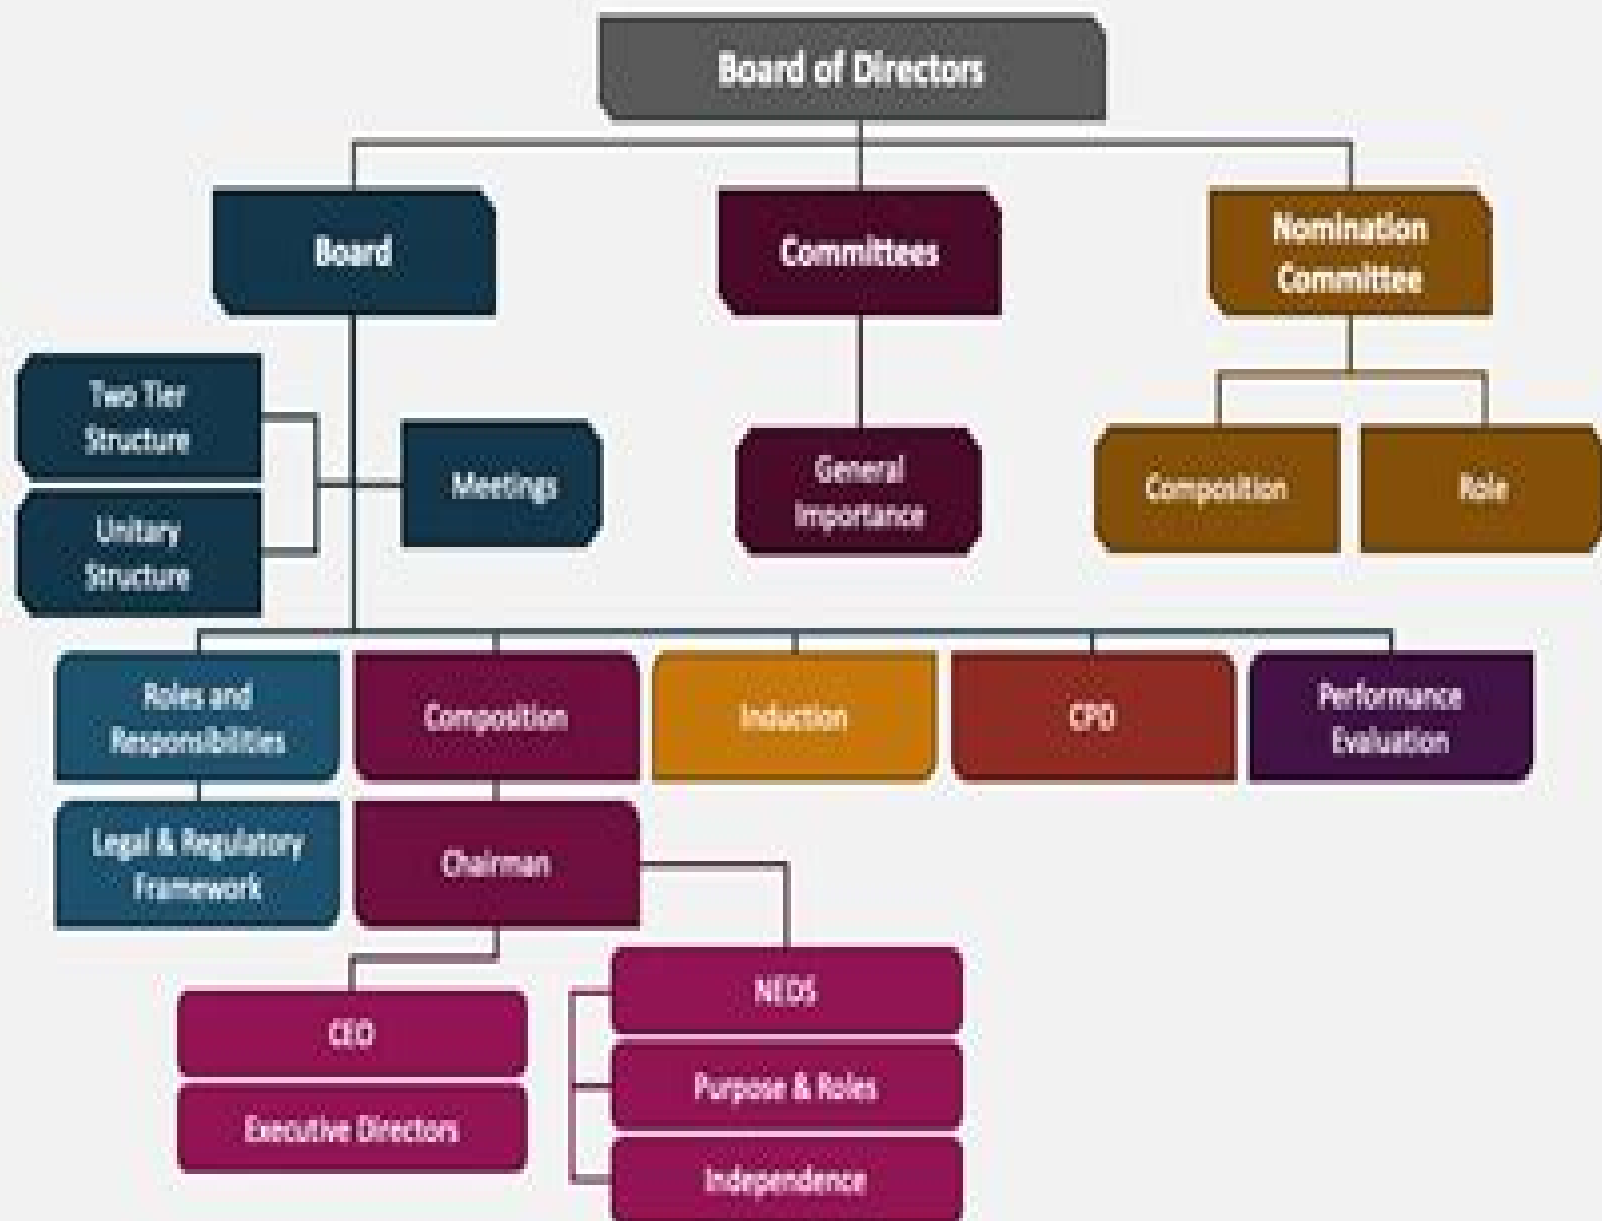 Board of Directors
Board
Committees
Nomination
Committee
Two Tier
Structure
Unitary
Structure
Meetings
General
Importance
Composition
Role
Roles and
Responsibilities
Composition
Induction
CPD
Performance
Evaluation
Legal & Regulatory
Framework
Chairman
CEO
Executive Directors
NEDS
Purpose & Roles
Independence